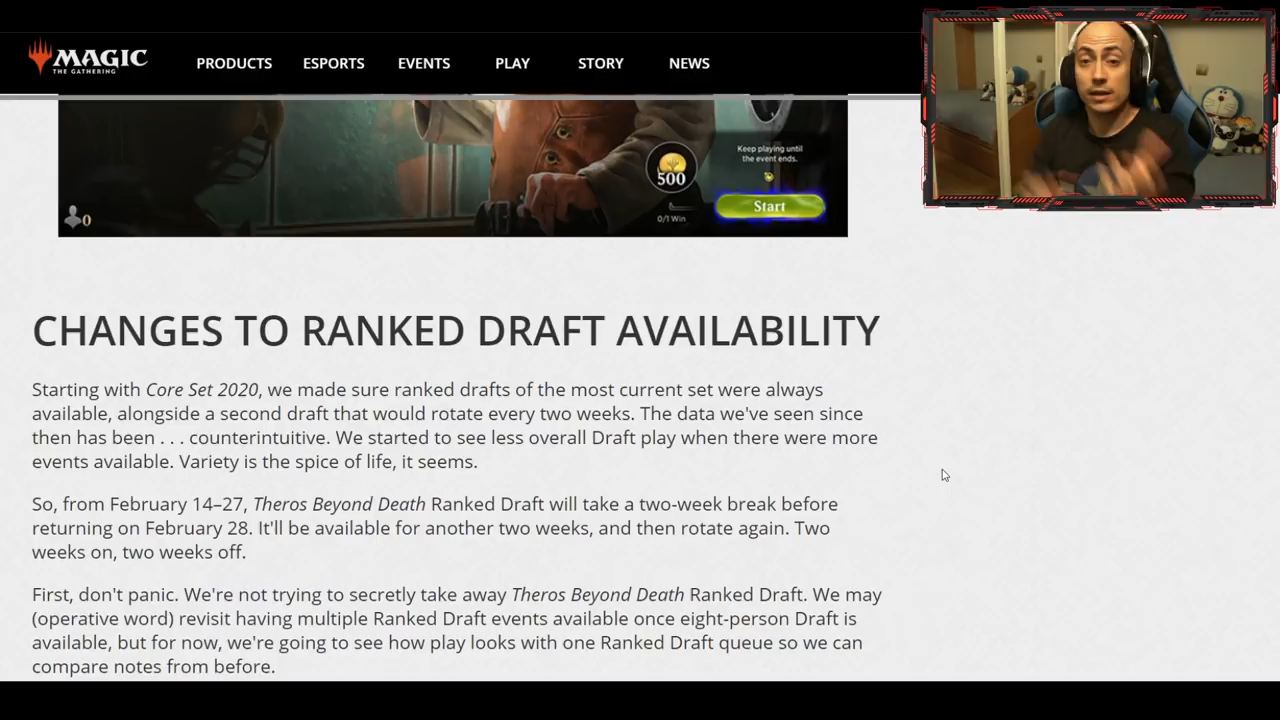 MAGIC
THE GATHERING
PRODUCTS
ESPORTS
EVENTS
PLAY
STORY
NEWS
Keep playing until
the event ends.
500
Start
0/1 Win
0
CHANGES TO RANKED DRAFT AVAILABILITY
Starting with Core Set 2020, we made sure ranked drafts of the most current set were always
available, alongside a second draft that would rotate every two weeks. The data we've seen since
then has been . . . counterintuitive. We started to see less overall Draft play when there were more
events available. Variety is the spice of life, it seems.
So, from February 14–27, Theros Beyond Death Ranked Draft will take a two-week break before
returning on February 28. It'll be available for another two weeks, and then rotate again. Two
weeks on, two weeks off.
First, don't panic. We're not trying to secretly take away Theros Beyond Death Ranked Draft. We may
(operative word) revisit having multiple Ranked Draft events available once eight-person Draft is
available, but for now, we're going to see how play looks with one Ranked Draft queue so we can
compare notes from before.